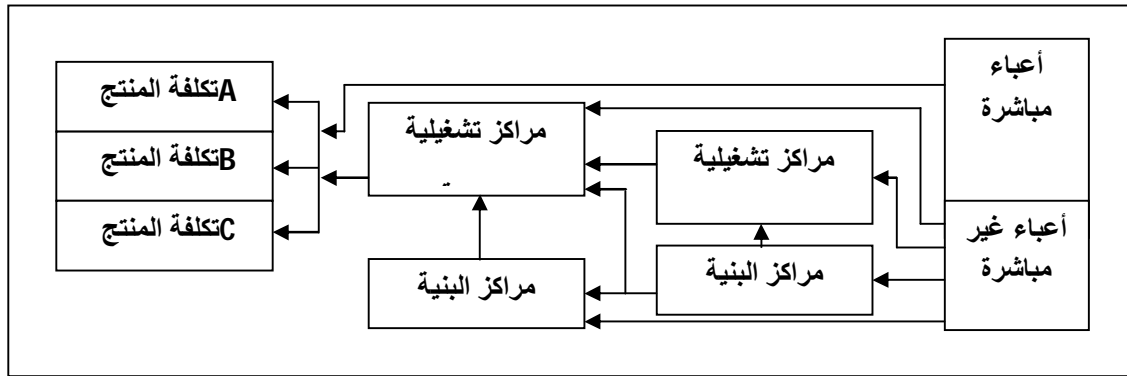 أعباء
مباشرة
أعباء غير
مباشرة
مراكز تشغيلية
مراكز البنية
مراكز تشغيلية
مراكز البنية
تكلفة المنتجA
تكلفة المنتجB
تكلفة المنتجC